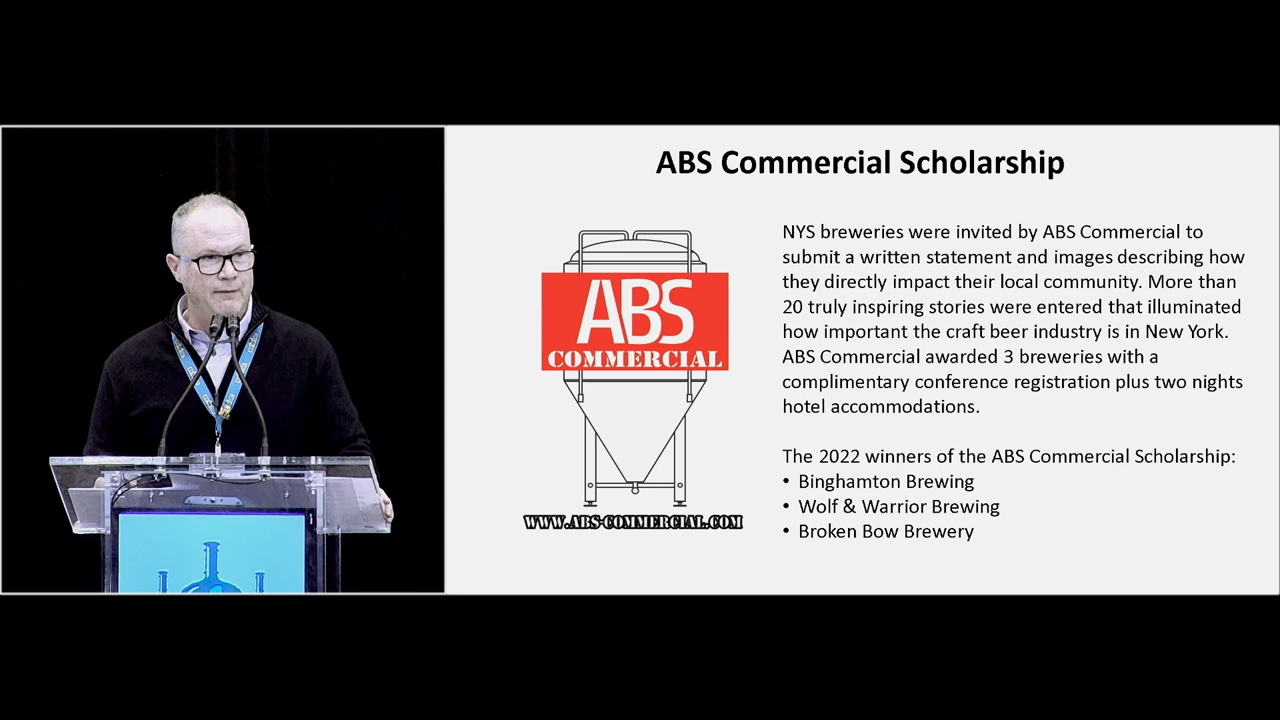 ABS Commercial Scholarship
NYS breweries were invited by ABS Commercial to
submit a written statement and images describing how
they directly impact their local community. More than
20 truly inspiring stories were entered that illuminated
how important the craft beer industry is in New York.
ABS Commercial awarded 3 breweries with a
complimentary conference registration plus two nights
hotel accommodations.
The 2022 winners of the ABS Commercial Scholarship:
• Binghamton Brewing
• Wolf & Warrior Brewing
• Broken Bow Brewery
ABS
COMMERCIAL
WWW.ABS-COMMERCIAL.COM